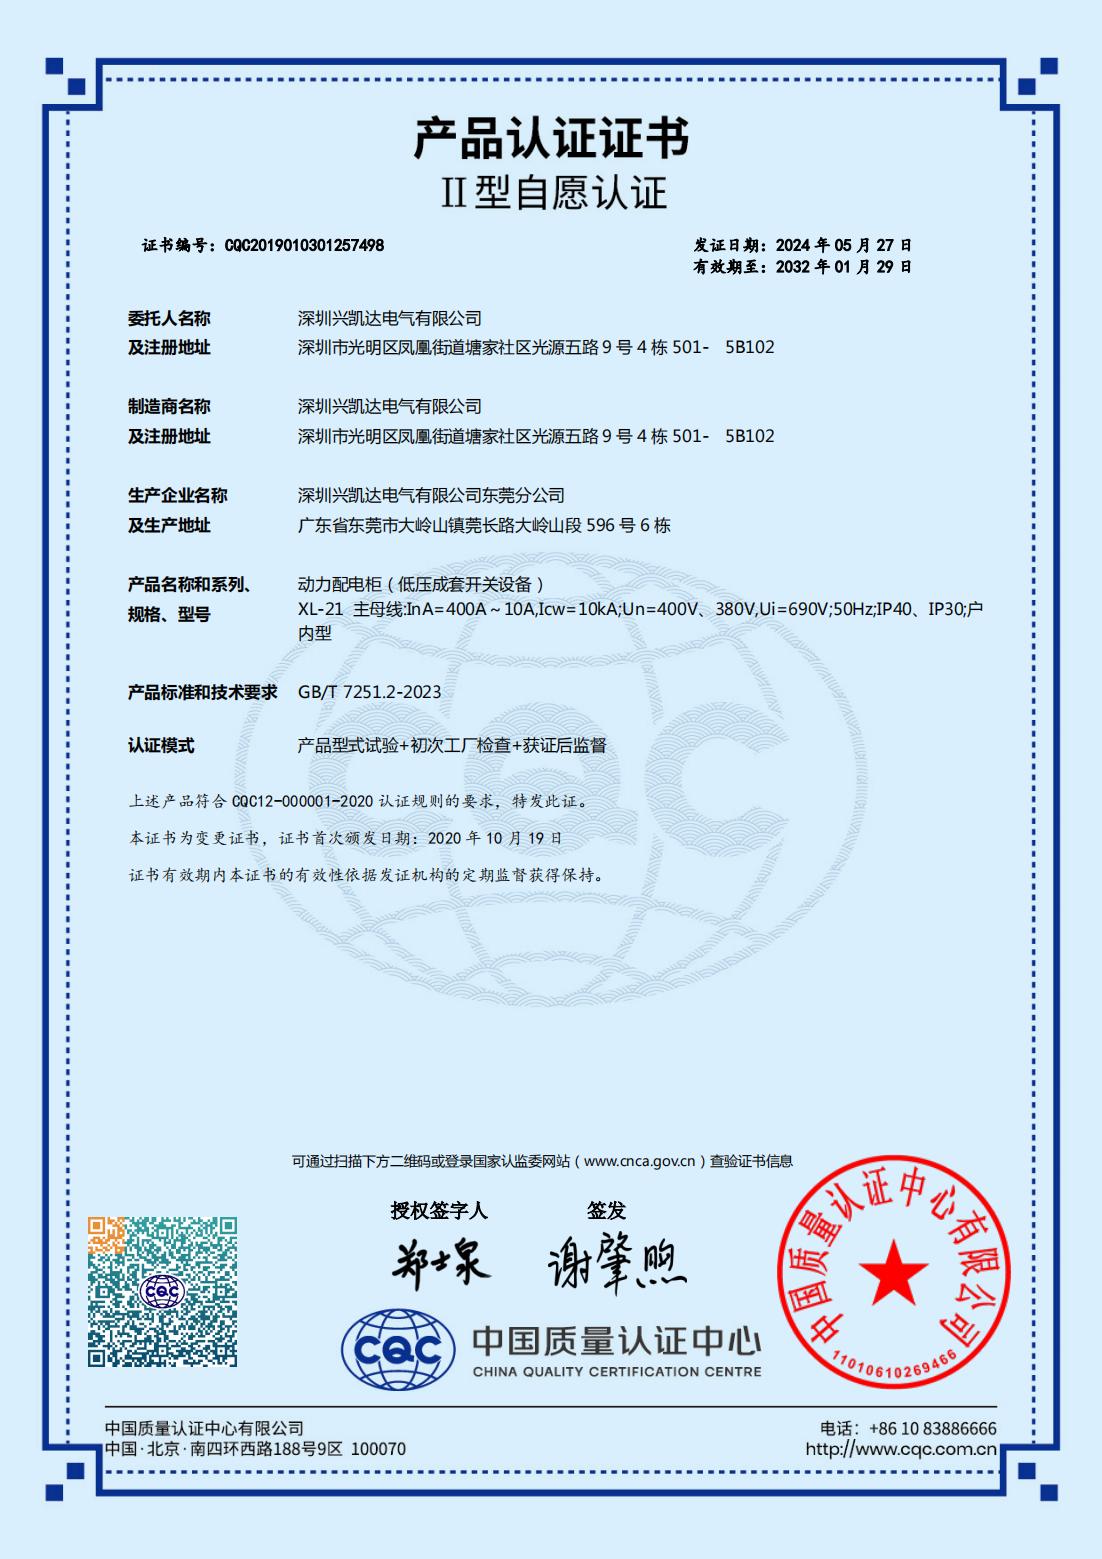 产品认证证书
II 型自愿认证
证书编号：CQC2019010301257498
发证日期：2024 年 05 月 27 日
有效期至：2032 年 01 月 29 日
委托人名称 深圳兴凯达电气有限公司
及注册地址 深圳市光明区凤凰街道塘家社区光源五路 9 号 4 栋 501- 5B102
制造商名称 深圳兴凯达电气有限公司
及注册地址 深圳市光明区凤凰街道塘家社区光源五路 9 号 4 栋 501- 5B102
生产企业名称 深圳兴凯达电气有限公司东莞分公司
及生产地址 广东省东莞市大岭山镇莞长路大岭山段 596 号 6 栋
产品名称和系列、 动力配电柜（低压成套开关设备）
规格、型号 XL-21 主母线:InA=400A～10A,Icw=10kA;Un=400V、380V,Ui=690V;50Hz;IP40、IP30;户
内型
产品标准和技术要求 GB/T 7251.2-2023
认证模式 产品型式试验+初次工厂检查+获证后监督
上述产品符合 CQC12-000001-2020 认证规则的要求，特发此证。
本证书为变更证书，证书首次颁发日期：2020 年 10 月 19 日
证书有效期内本证书的有效性依据发证机构的定期监督获得保持。
CQC
可通过扫描下方二维码或登录国家认监委网站（www.cnca.gov.cn）查验证书信息
授权签字人 签发
郑士泉 谢肇煦
CQC
CQC 中国质量认证中心
CHINA QUALITY CERTIFICATION CENTRE
中国质量认证中心有限公司
11010610269466
中国质量认证中心有限公司
中国·北京·南四环西路188号9区 100070
电话：+86 10 83886666
http://www.cqc.com.cn